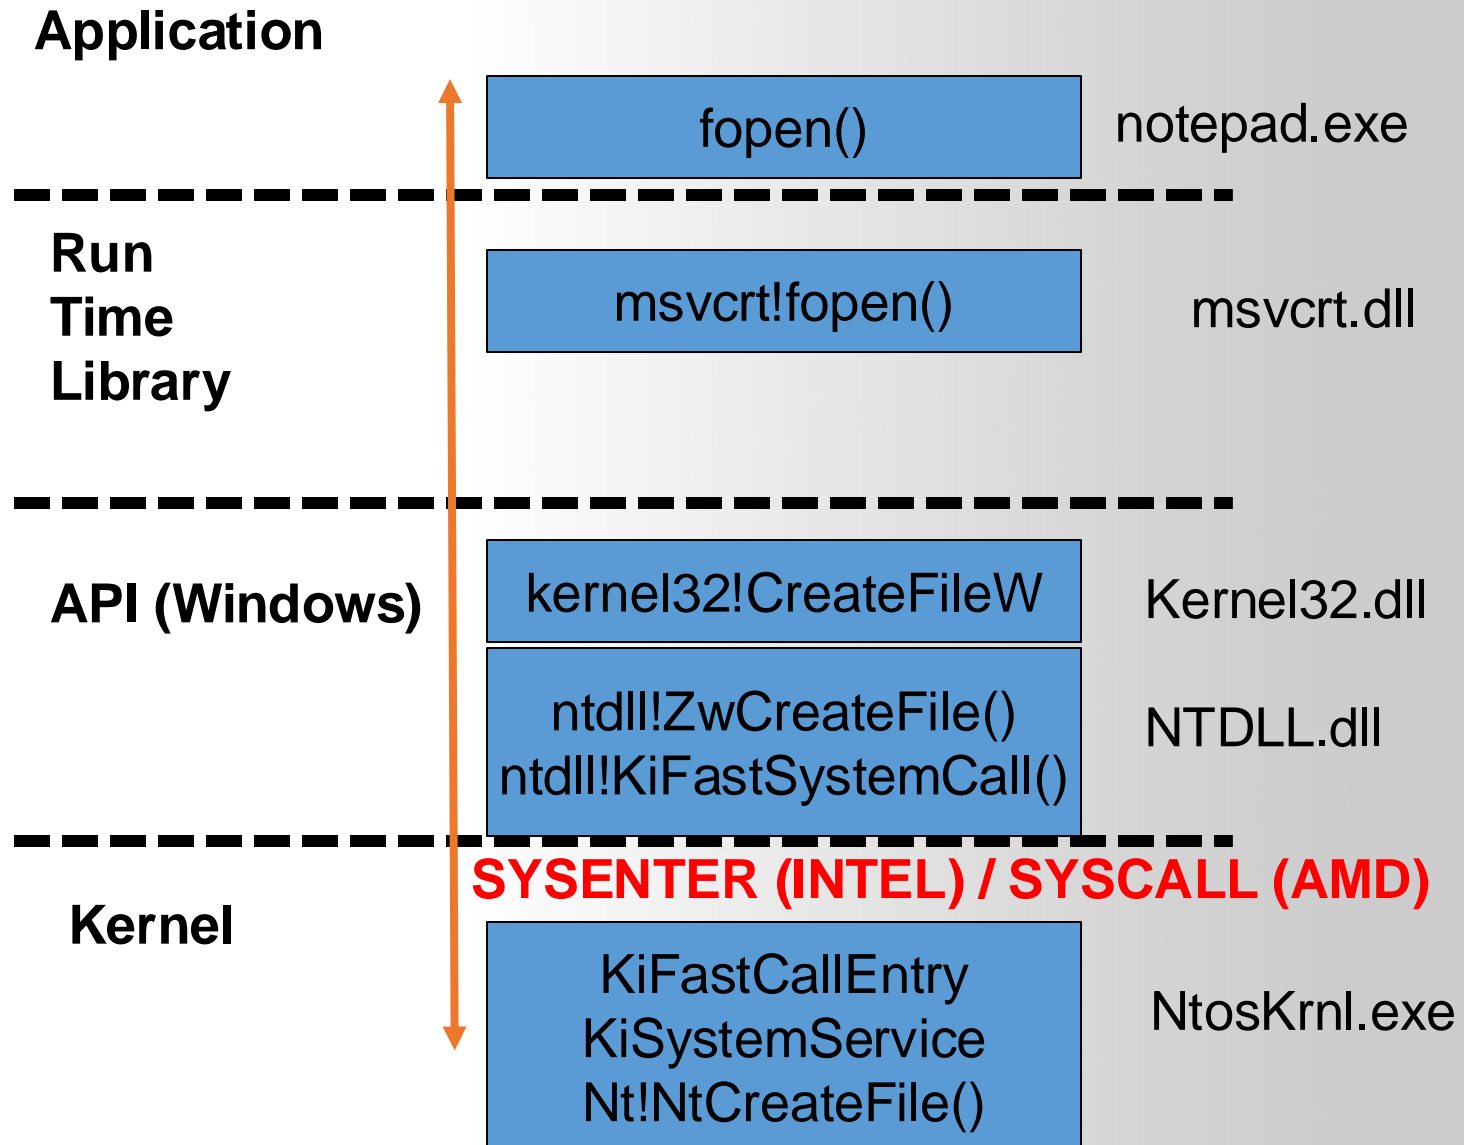 Application
fopen()
notepad.exe
Run
Time
Library
msvcrt!fopen()
msvcrt.dll
API (Windows)
kernel32!CreateFileW
Kernel32.dll
ntdll!ZwCreateFile()
ntdll!KiFastSystemCall()
NTDLL.dll
SYSENTER (INTEL) / SYSCALL (AMD)
Kernel
KiFastCallEntry
KiSystemService
Nt!NtCreateFile()
NtosKrnl.exe